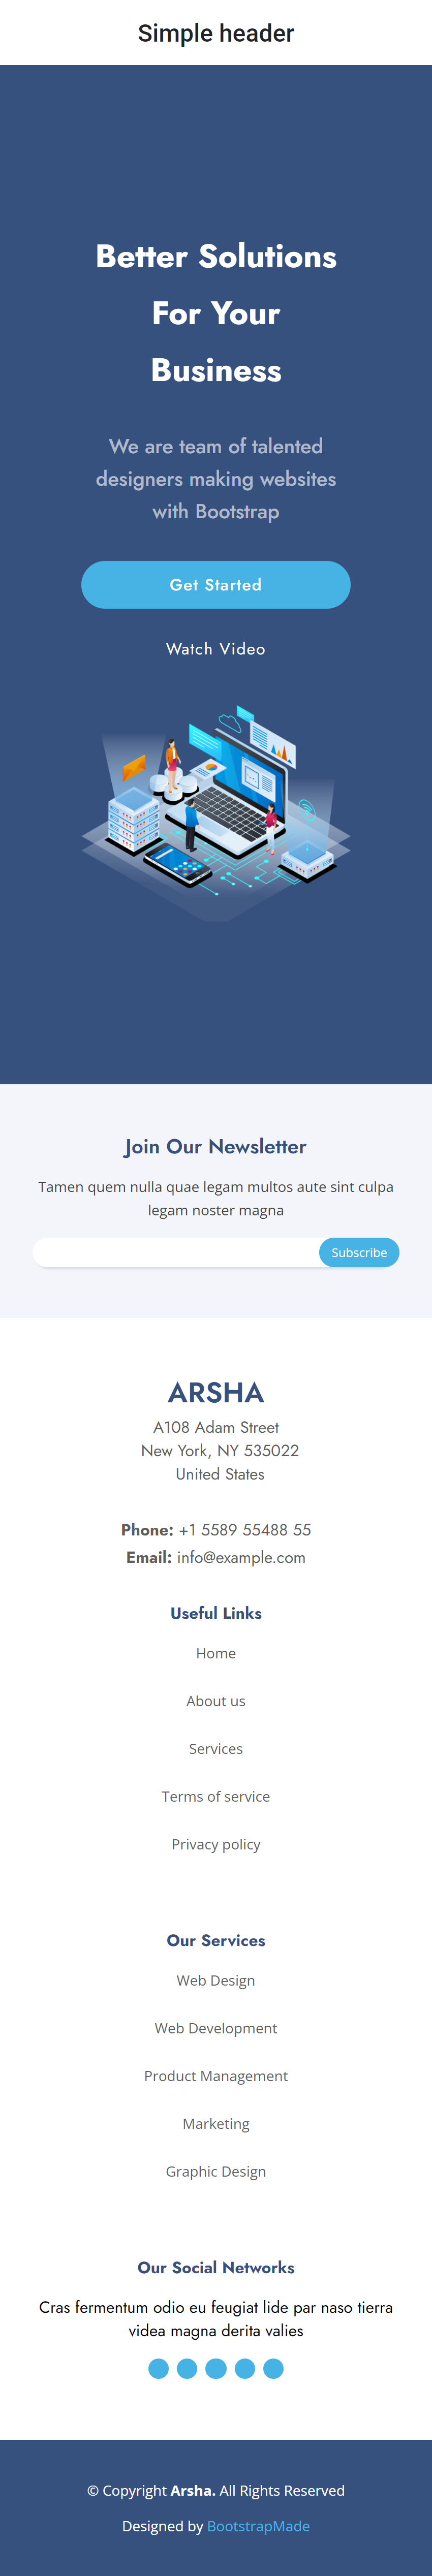 Simple header
Better Solutions
For Your
Business
We are team of talented
designers making websites
with Bootstrap
Get Started
Watch Video
Join Our Newsletter
Tamen quem nulla quae legam multos aute sint culpa
legam noster magna
Subscribe
ARSHA
A108 Adam Street
New York, NY 535022
United States
Phone: +1 5589 55488 55
Email: info@example.com
Useful Links
Home
About us
Services
Terms of service
Privacy policy
Our Services
Web Design
Web Development
Product Management
Marketing
Graphic Design
Our Social Networks
Cras fermentum odio eu feugiat lide par naso tierra
videa magna derita valies
© Copyright Arsha. All Rights Reserved
Designed by BootstrapMade